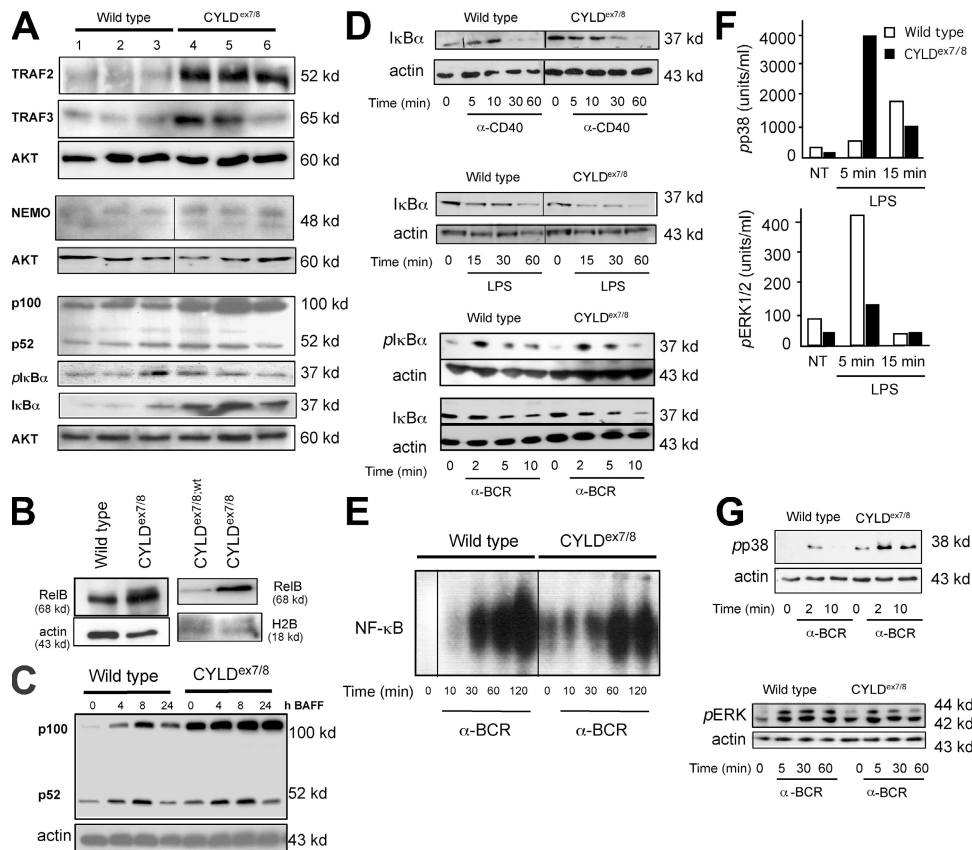 A
Wild type CYLDex7/8
1 2 3 4 5 6
TRAF2 52 kd
TRAF3 65 kd
AKT 60 kd
NEMO 48 kd
AKT 60 kd
p100 100 kd
p52 52 kd
pIκBα 37 kd
IκBα 37 kd
AKT 60 kd
B
Wild type CYLDex7/8 CYLDex7/8;wt CYLDex7/8
RelB (68 kd) RelB (68 kd)
actin (43 kd) H2B (18 kd)
C
Wild type CYLDex7/8
0 4 8 24 0 4 8 24 h BAFF
p100 100 kd
p52 52 kd
actin 43 kd
D
IκBα 37 kd
actin 43 kd
Time (min) 0 5 10 30 60 0 5 10 30 60
α-CD40 α-CD40
Wild type CYLDex7/8
IκBα 37 kd
actin 43 kd
Time (min) 0 15 30 60 0 15 30 60
LPS LPS
Wild type CYLDex7/8
pIκBα 37 kd
actin 43 kd
IκBα 37 kd
actin 43 kd
Time (min) 0 2 5 10 0 2 5 10
α-BCR α-BCR
E
Wild type CYLDex7/8
NF-κB
Time (min) 0 10 30 60 120 0 10 30 60 120
α-BCR α-BCR
F
Wild type
CYLDex7/8
pp38 (units/ml)
4000
3000
2000
1000
0
NT 5 min 15 min
LPS
pERK1/2 (units/ml)
400
300
200
100
0
NT 5 min 15 min
LPS
G
Wild type CYLDex7/8
pp38 38 kd
actin 43 kd
Time (min) 0 2 10 0 2 10
α-BCR α-BCR
Wild type CYLDex7/8
pERK 44 kd
42 kd
actin 43 kd
Time (min) 0 5 30 60 0 5 30 60
α-BCR α-BCR